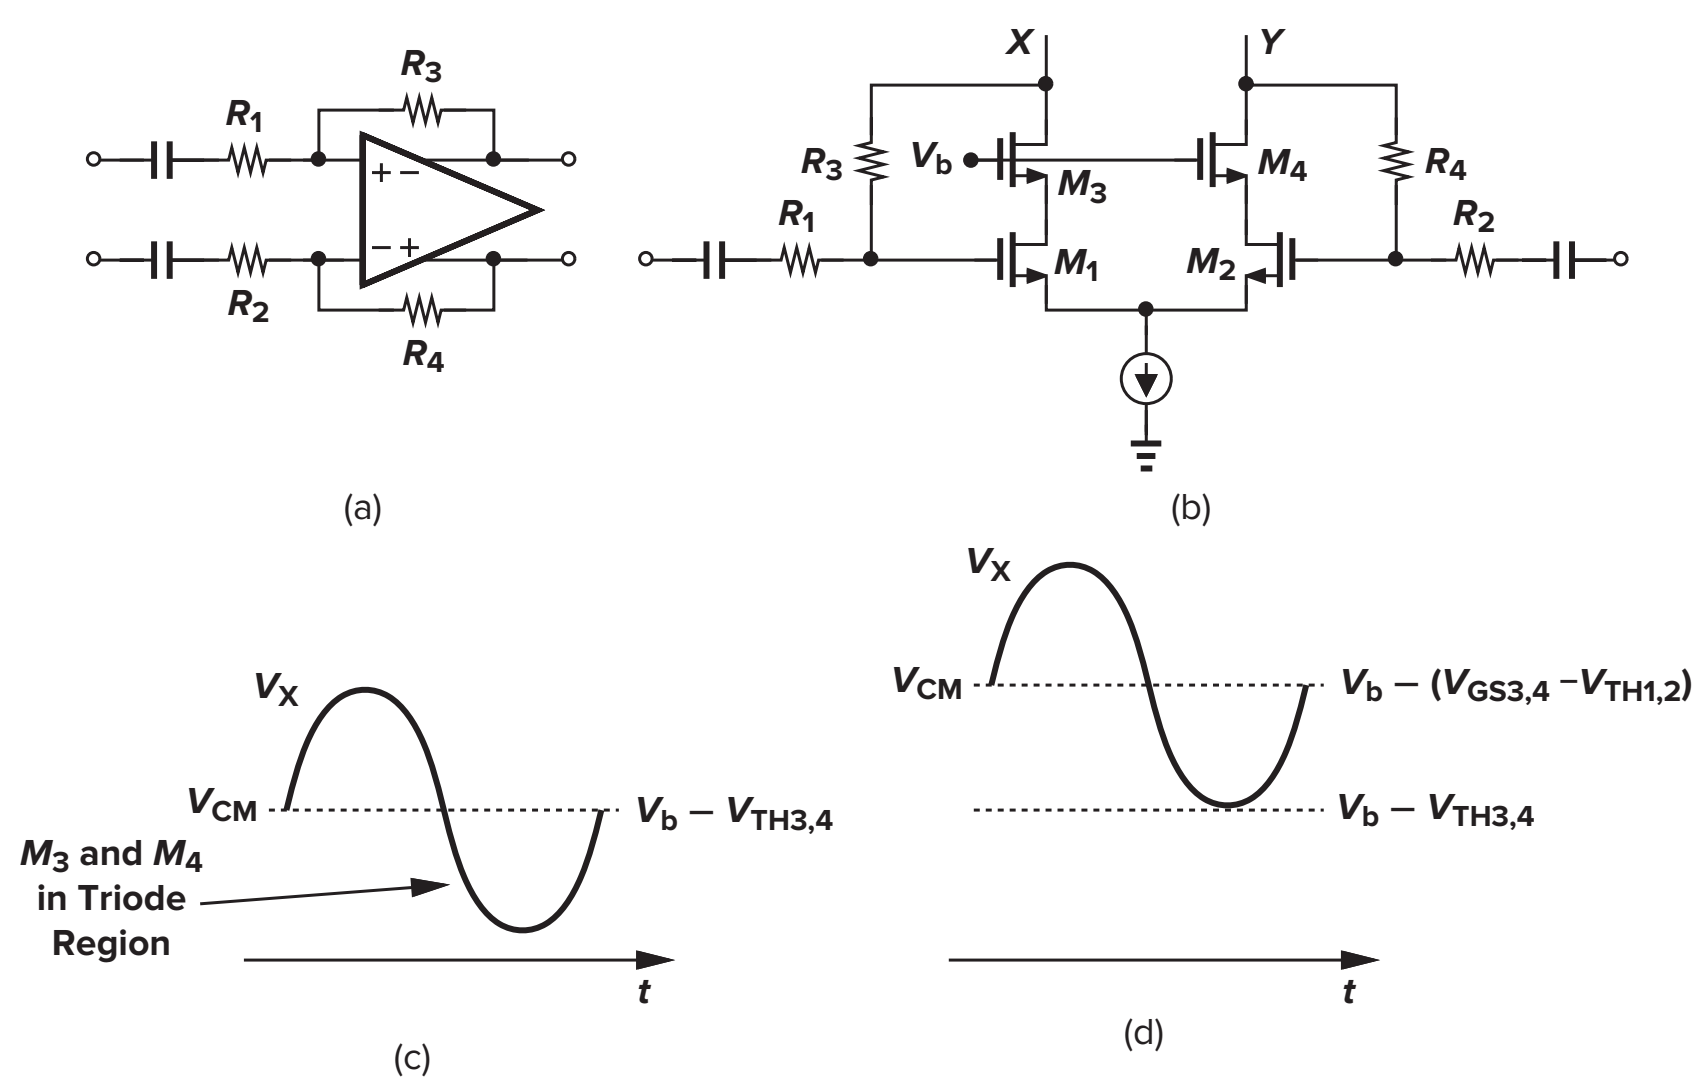 R3
R1
+ −
− +
R2
R4
(a)
X
Y
R3
Vb
M3
M4
R4
R1
R2
M1
M2
(b)
VX
VCM
Vb − VTH3,4
M3 and M4
in Triode
Region
t
(c)
VX
VCM
Vb − (VGS3,4 −VTH1,2)
Vb − VTH3,4
t
(d)